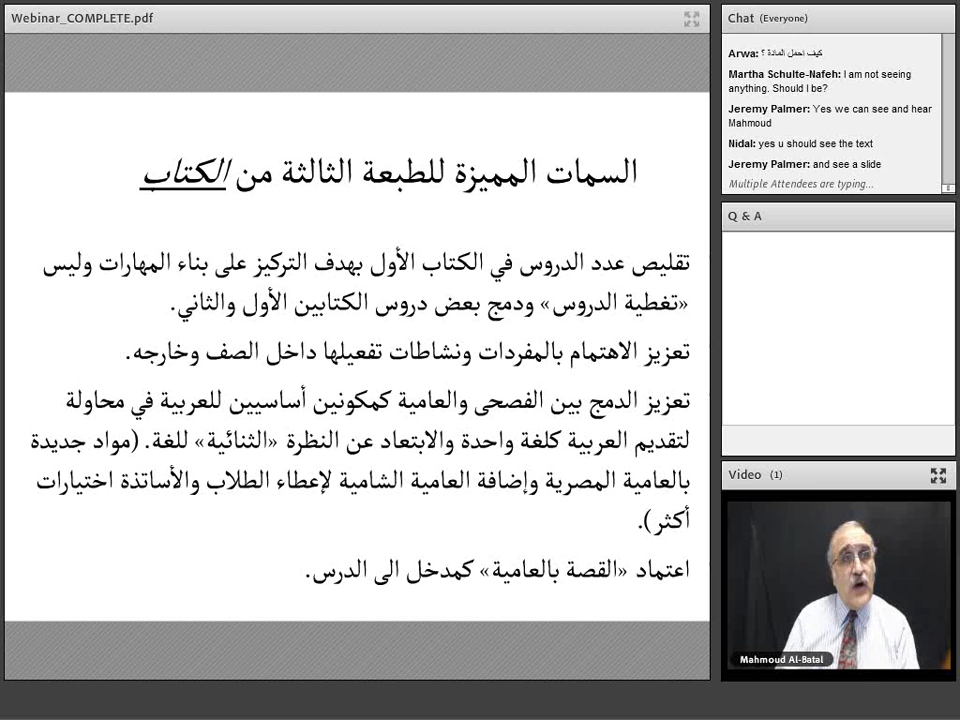 Webinar_COMPLETE.pdf
السمات المميزة للطبعة الثالثة من الكتاب
تقليص عدد الدروس في الكتاب الأول بهدف التركيز على بناء المهارات وليس
«تغطية الدروس» ودمج بعض دروس الكتابين الأول والثاني.
تعزيز الاهتمام بالمفردات ونشاطات تفعيلها داخل الصف وخارجه.
تعزيز الدمج بين الفصحى والعامية كمكونين أساسيين للعربية في محاولة
لتقديم العربية كلغة واحدة والابتعاد عن النظرة «الثنائية» للغة. (مواد جديدة
بالعامية المصرية وإضافة العامية الشامية لإعطاء الطلاب والأساتذة اختيارات
أكثر).
اعتماد «القصة بالعامية» كمدخل الى الدرس.
Chat (Everyone)
Arwa: كيف احمل المادة ؟
Martha Schulte-Nafeh: I am not seeing
anything. Should I be?
Jeremy Palmer: Yes we can see and hear
Mahmoud
Nidal: yes u should see the text
Jeremy Palmer: and see a slide
Multiple Attendees are typing...
Q & A
Video (1)
Mahmoud Al-Batal